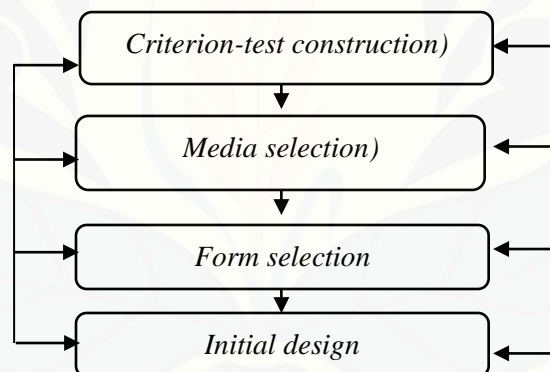 Criterion-test construction)
Media selection)
Form selection
Initial design